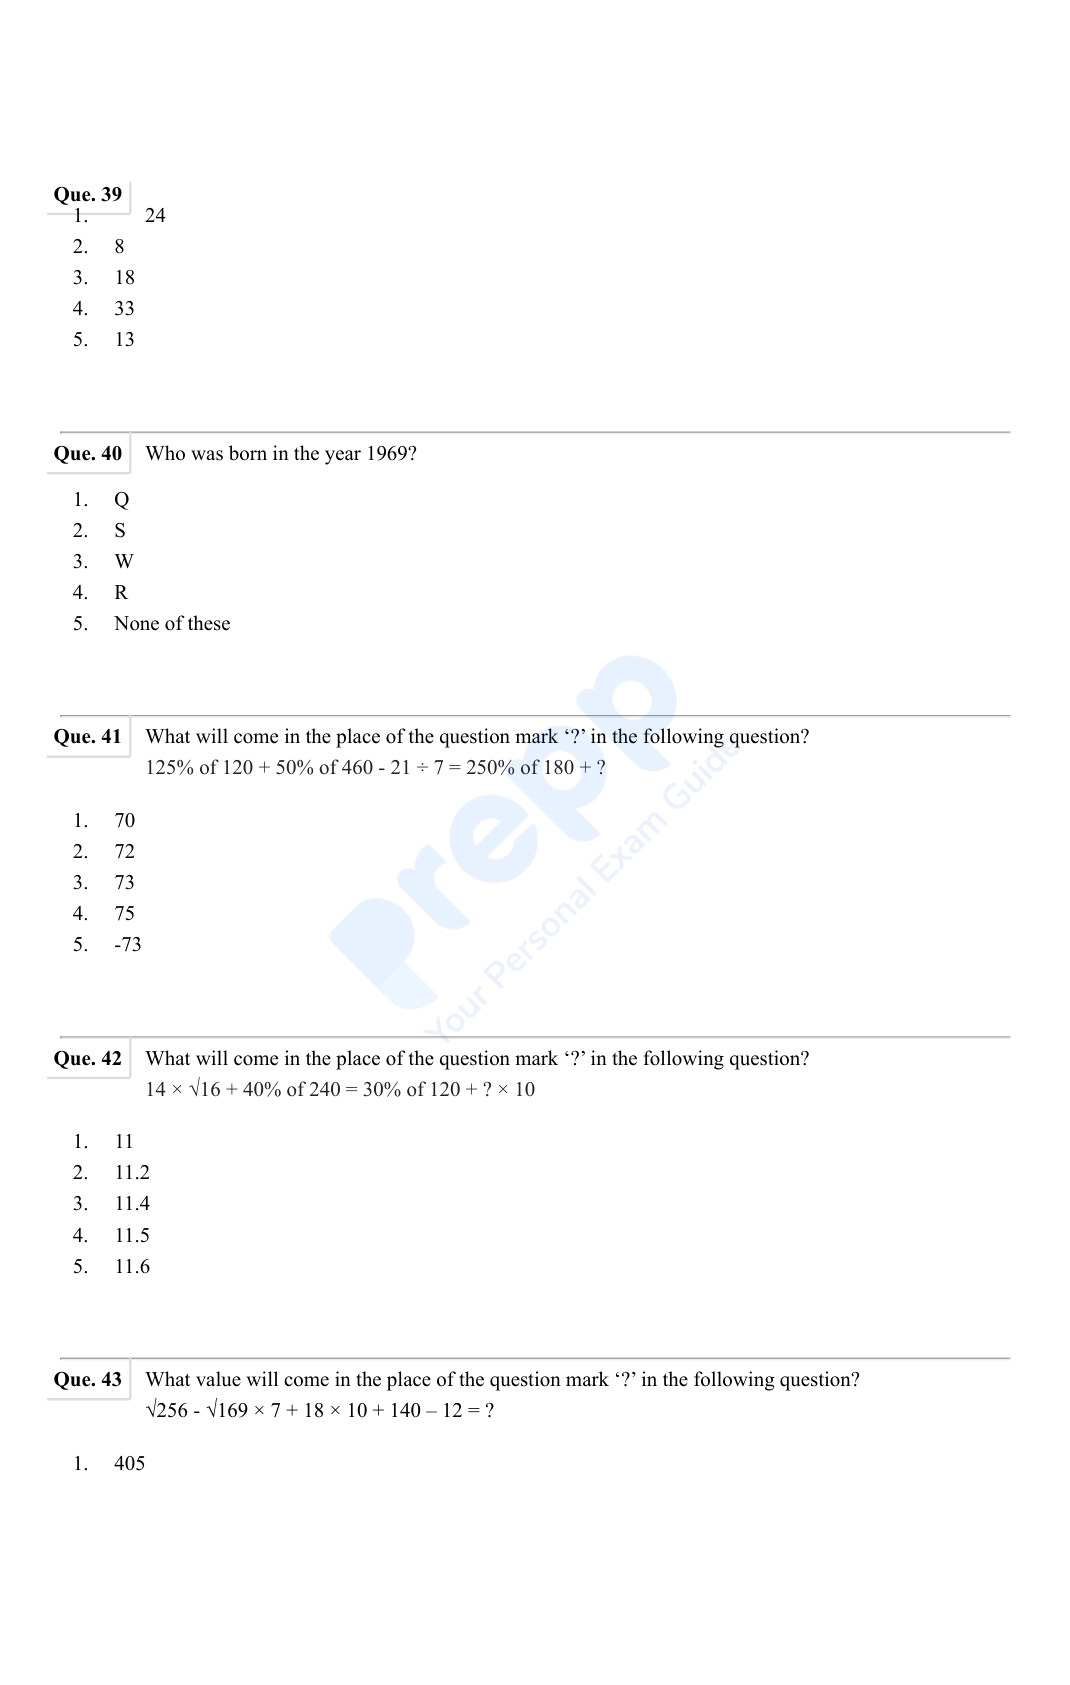 Que. 39
1. 24
2. 8
3. 18
4. 33
5. 13
Que. 40 Who was born in the year 1969?
1. Q
2. S
3. W
4. R
5. None of these
Que. 41 What will come in the place of the question mark ‘?’ in the following question?
125% of 120 + 50% of 460 - 21 ÷ 7 = 250% of 180 + ?
1. 70
2. 72
3. 73
4. 75
5. -73
prepp
Your Personal Exam Guide
Que. 42 What will come in the place of the question mark ‘?’ in the following question?
14 × √16 + 40% of 240 = 30% of 120 + ? × 10
1. 11
2. 11.2
3. 11.4
4. 11.5
5. 11.6
Que. 43 What value will come in the place of the question mark ‘?’ in the following question?
√256 - √169 × 7 + 18 × 10 + 140 – 12 = ?
1. 405